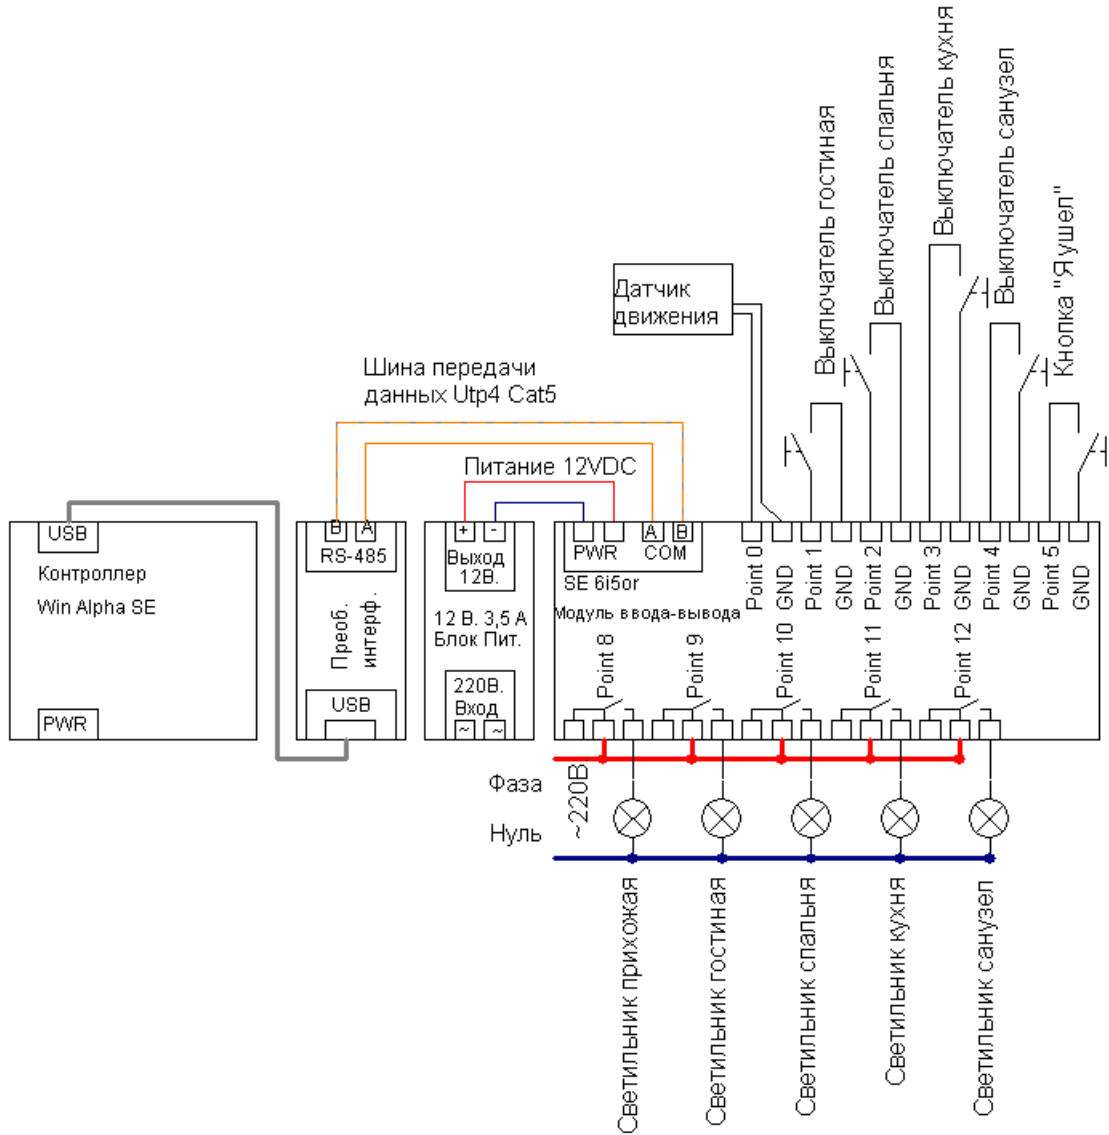 Выключатель гостиная
Выключатель спальня
Выключатель кухня
Выключатель санузел
Кнопка "Я ушел"
Датчик
движения
Шина передачи
данных Utp4 Cat5
Питание 12VDC
USB
Контроллер
Win Alpha SE
PWR
B A
RS-485
Преоб.
интерф.
USB
+ -
Выход
12В.
12 В. 3,5 А
Блок Пит.
220В.
Вход
~ ~
PWR
A B
COM
SE 6i5or
Модуль ввода-вывода
Point 0
GND
Point 1
GND
Point 2
GND
Point 3
GND
Point 4
GND
Point 5
GND
Point 8
Point 9
Point 10
Point 11
Point 12
Фаза
Нуль
~220В
Светильник прихожая
Светильник гостиная
Светильник спальня
Светильник кухня
Светильник санузел